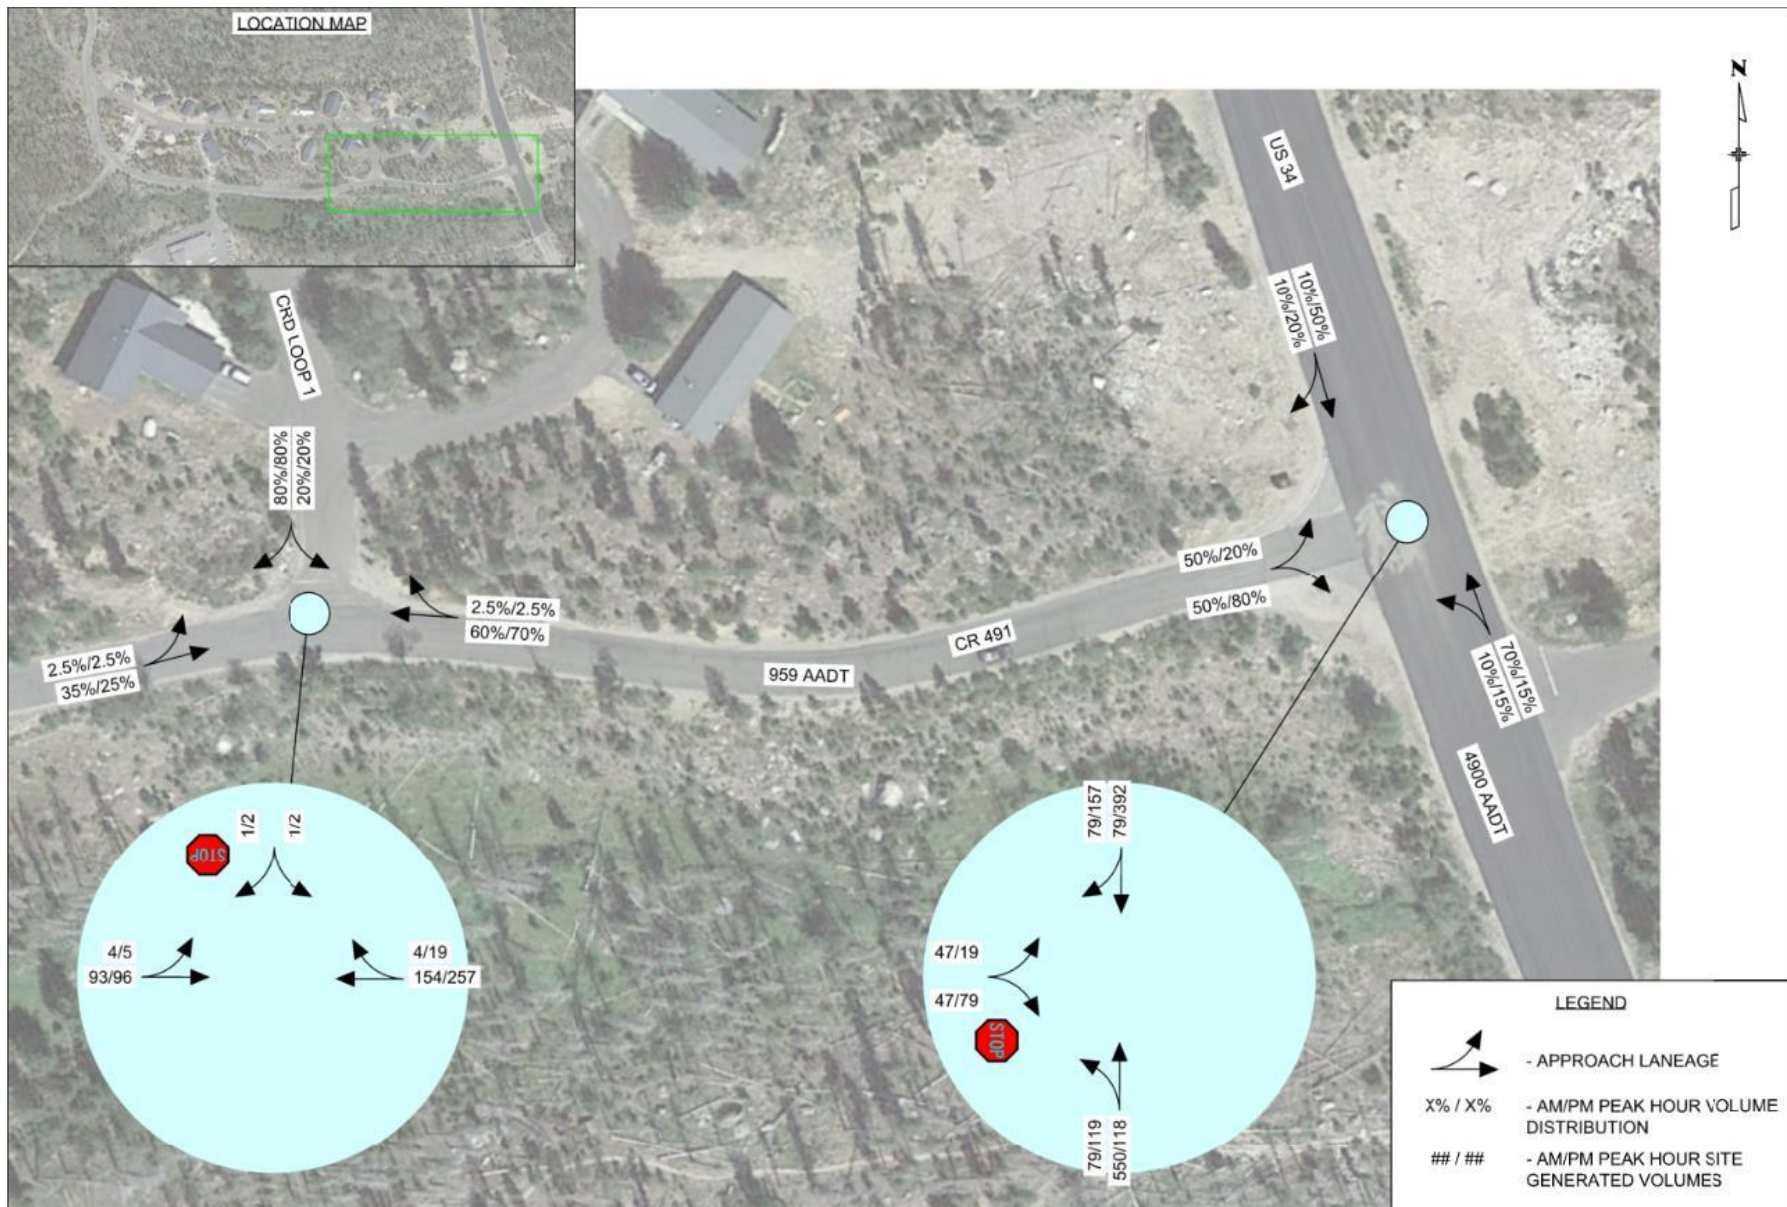 LOCATION MAP
N
US 34
10%/50%
10%/20%
CRD LOOP 1
80%/80%
20%/20%
2.5%/2.5%
35%/25%
2.5%/2.5%
60%/70%
959 AADT
CR 491
50%/20%
50%/80%
70%/15%
10%/15%
4900 AADT
1/2
1/2
STOP
4/5
93/96
4/19
154/257
79/157
79/392
47/19
47/79
STOP
79/119
550/118
LEGEND
- APPROACH LANEAGE
X% / X%
- AM/PM PEAK HOUR VOLUME
DISTRIBUTION
## / ##
- AM/PM PEAK HOUR SITE
GENERATED VOLUMES